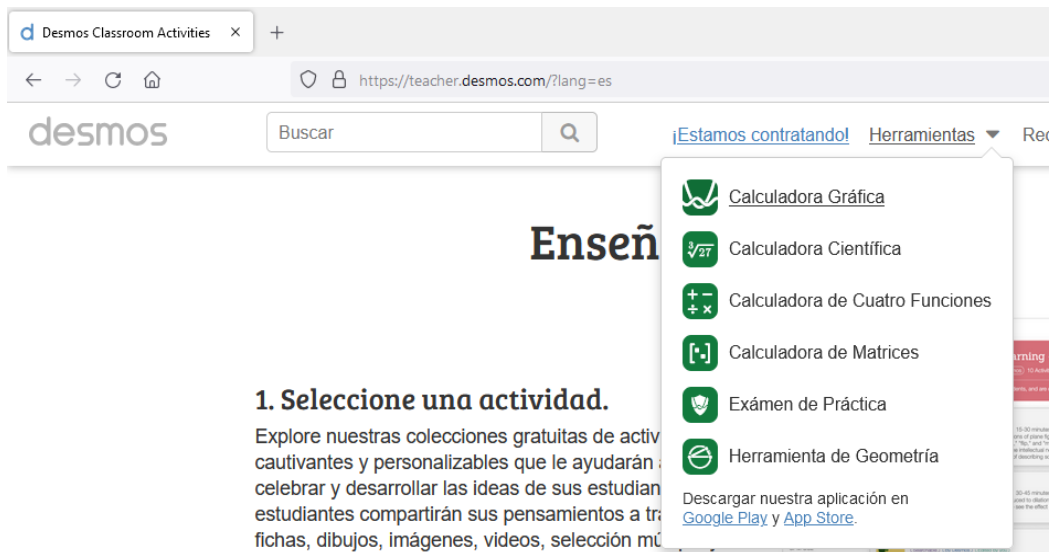 Desmos Classroom Activities
https://teacher.desmos.com/?lang=es
desmos
Buscar
¡Estamos contratando!
Herramientas
Calculadora Gráfica
Calculadora Científica
Calculadora de Cuatro Funciones
Calculadora de Matrices
Exámen de Práctica
Herramienta de Geometría
Descargar nuestra aplicación en
Google Play y App Store.
Enseñ
1. Seleccione una actividad.
Explore nuestras colecciones gratuitas de activ
cautivantes y personalizables que le ayudarán
celebrar y desarrollar las ideas de sus estudian
estudiantes compartirán sus pensamientos a tra
fichas, dibujos, imágenes, videos, selección mú